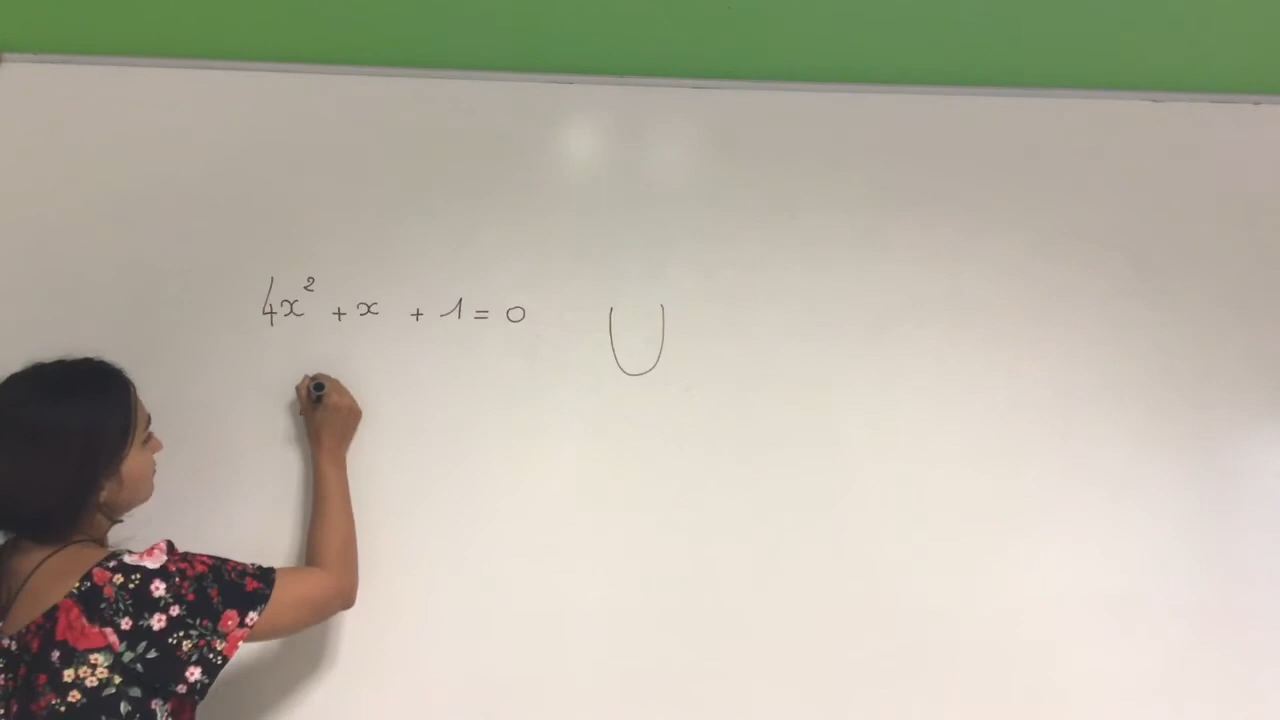 4x² + x + 1 = 0